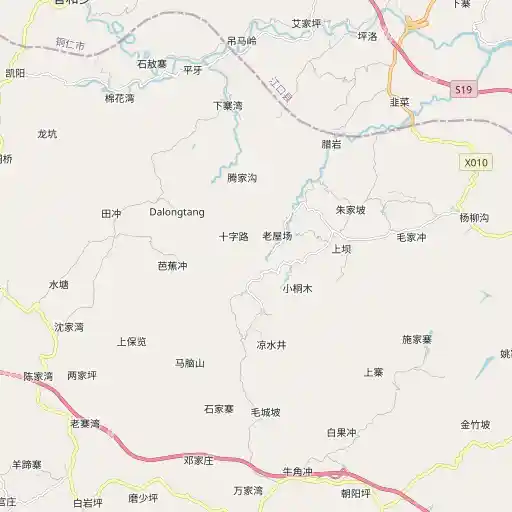 艾家坪
下寨
铜仁市
吊马岭
坪洛
石敖寨
平牙
凯阳
江口县
S19
棉花湾
下寨湾
韭菜
龙坑
腊岩
X010
腾家沟
田冲
Dalongtang
朱家坡
杨柳沟
十字路
老屋场
毛家冲
上坝
芭蕉冲
水塘
小桐木
沈家湾
上保览
凉水井
施家寨
马脑山
陈家湾
两家坪
上寨
石家寨
毛城坡
老寨湾
金竹坡
白果冲
羊蹄寨
邓家庄
牛角冲
白岩坪
磨少坪
万家湾
朝阳坪